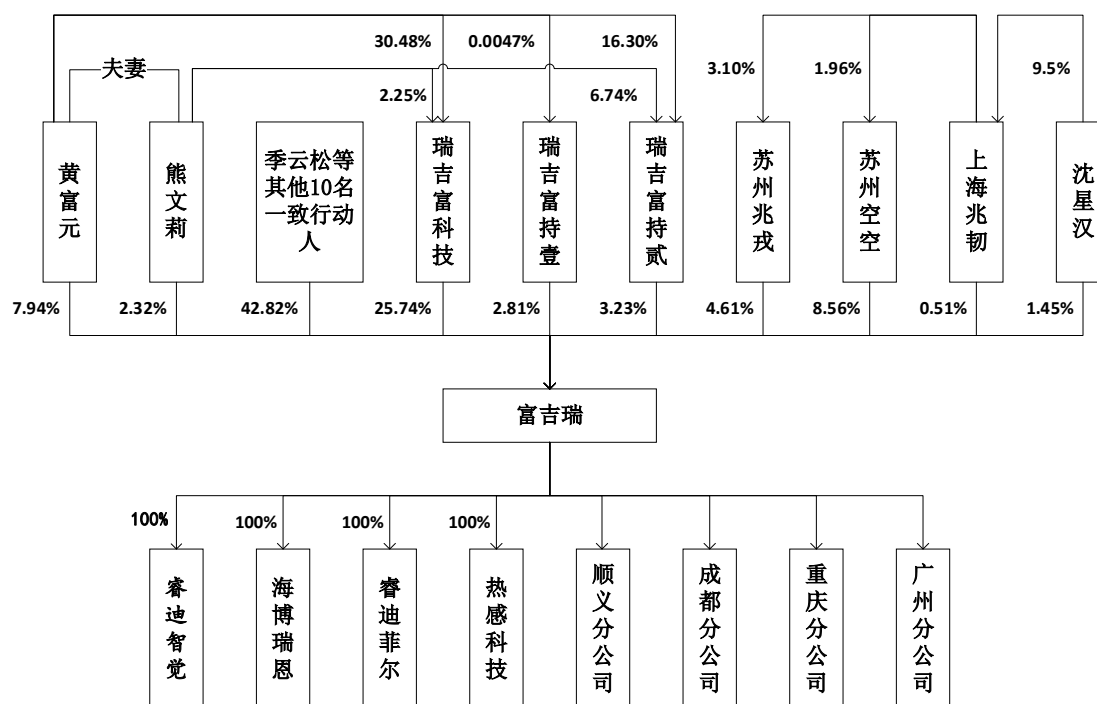 30.48%
0.0047%
16.30%
3.10%
1.96%
9.5%
夫妻
2.25%
6.74%
黄富元
熊文莉
季云松等
其他10名
一致行动
人
瑞吉富科技
瑞吉富持壹
瑞吉富持贰
苏州兆戎
苏州空空
上海兆韧
沈星汉
7.94%
2.32%
42.82%
25.74%
2.81%
3.23%
4.61%
8.56%
0.51%
1.45%
富吉瑞
100%
100%
100%
100%
睿迪智觉
海博瑞恩
睿迪菲尔
热感科技
顺义分公司
成都分公司
重庆分公司
广州分公司